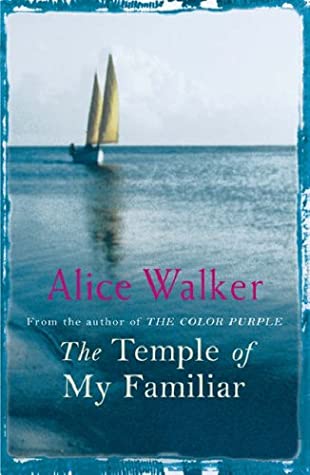 Alice Walker
From the author of THE COLOR PURPLE
The Temple of
My Familiar